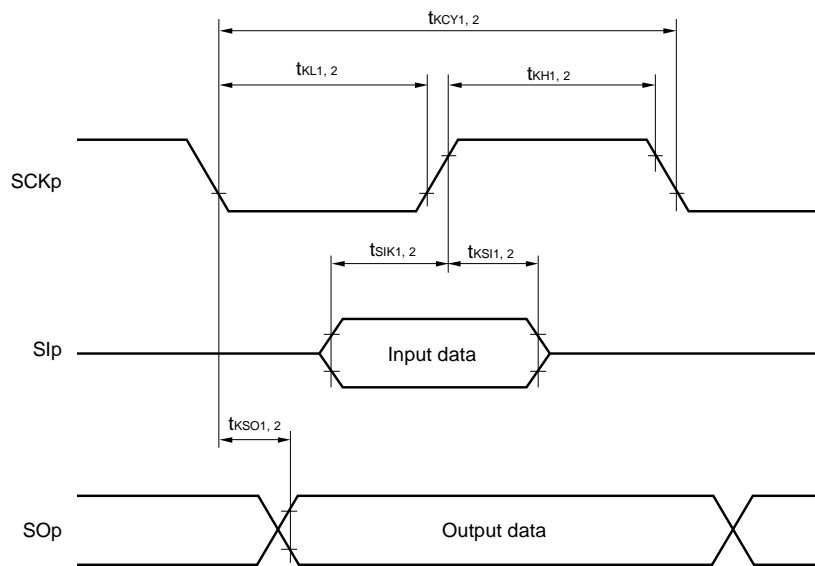 tKCY1, 2
tKL1, 2
tKH1, 2
SCKp
tSIK1, 2
tKSI1, 2
SIp
Input data
tKSO1, 2
SOp
Output data